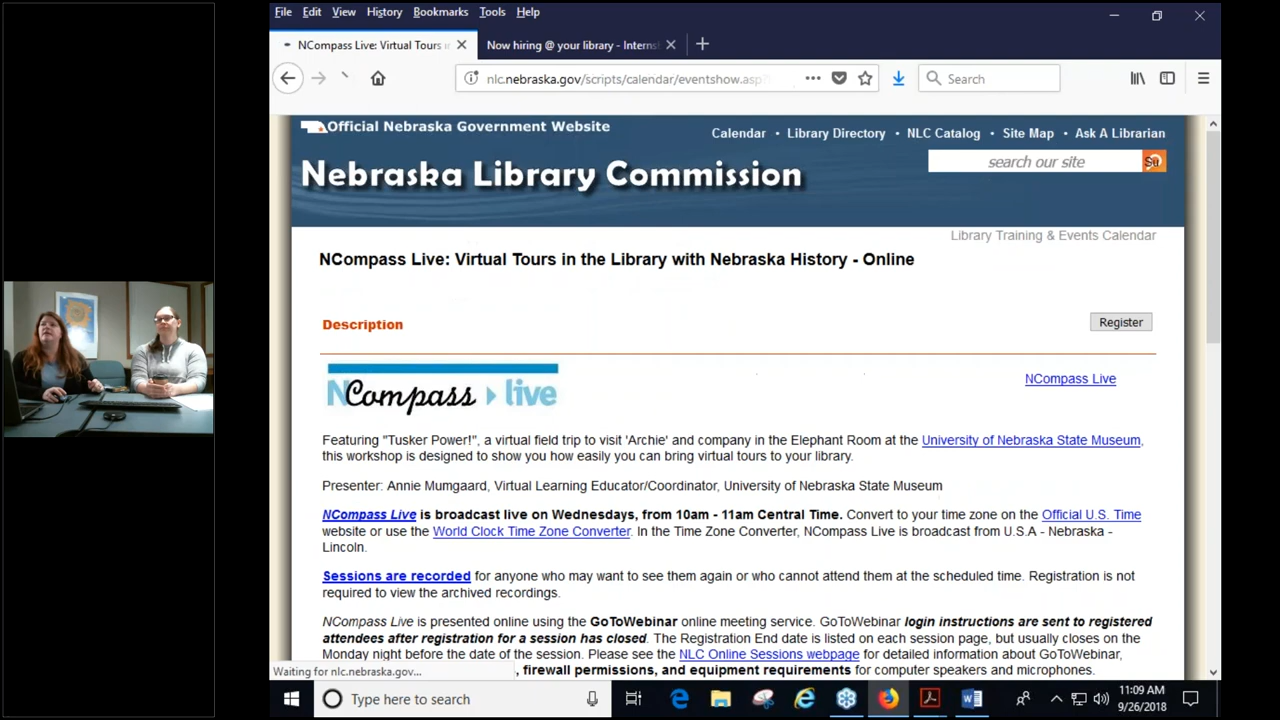 File Edit View History Bookmarks Tools Help
NCompass Live: Virtual Tours in
Now hiring @ your library - Interns
nlc.nebraska.gov/scripts/calendar/eventshow.asp?
Search
Official Nebraska Government Website
Calendar • Library Directory • NLC Catalog • Site Map • Ask A Librarian
Nebraska Library Commission
search our site
Su
Library Training & Events Calendar
NCompass Live: Virtual Tours in the Library with Nebraska History - Online
Description
Register
NCompass live
NCompass Live
Featuring "Tusker Power!", a virtual field trip to visit 'Archie' and company in the Elephant Room at the University of Nebraska State Museum,
this workshop is designed to show you how easily you can bring virtual tours to your library.
Presenter: Annie Mumgaard, Virtual Learning Educator/Coordinator, University of Nebraska State Museum
NCompass Live is broadcast live on Wednesdays, from 10am - 11am Central Time. Convert to your time zone on the Official U.S. Time
website or use the World Clock Time Zone Converter. In the Time Zone Converter, NCompass Live is broadcast from U.S.A - Nebraska -
Lincoln.
Sessions are recorded for anyone who may want to see them again or who cannot attend them at the scheduled time. Registration is not
required to view the archived recordings.
NCompass Live is presented online using the GoToWebinar online meeting service. GoToWebinar login instructions are sent to registered
attendees after registration for a session has closed. The Registration End date is listed on each session page, but usually closes on the
Monday night before the date of the session. Please see the NLC Online Sessions webpage for detailed information about GoToWebinar,
, firewall permissions, and equipment requirements for computer speakers and microphones.
Waiting for nlc.nebraska.gov...
Type here to search
11:09 AM
9/26/2018